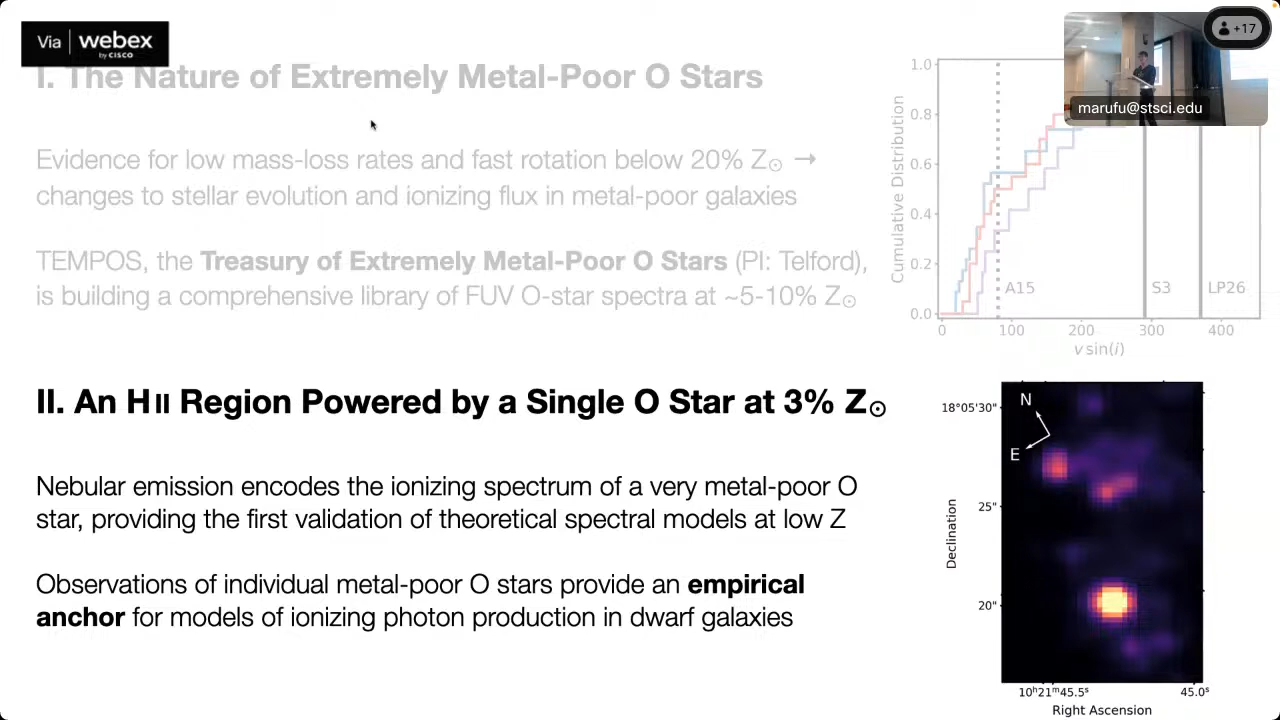 Via webex
by CISCO
+17
marufu@stsci.edu
I. The Nature of Extremely Metal-Poor O Stars
Evidence for low mass-loss rates and fast rotation below 20% Z☉ →
changes to stellar evolution and ionizing flux in metal-poor galaxies
TEMPOS, the Treasury of Extremely Metal-Poor O Stars (PI: Telford),
is building a comprehensive library of FUV O-star spectra at ~5-10% Z☉
Cumulative Distribution
1.0
0.8
0.6
0.4
0.2
0.0
A15
S3
LP26
0 100 200 300 400
v sin(i)
II. An H II Region Powered by a Single O Star at 3% Z☉
Nebular emission encodes the ionizing spectrum of a very metal-poor O
star, providing the first validation of theoretical spectral models at low Z
Observations of individual metal-poor O stars provide an empirical
anchor for models of ionizing photon production in dwarf galaxies
N
E
18°05'30"
25"
20"
Declination
10ʰ21ᵐ45.5ˢ 45.0ˢ
Right Ascension